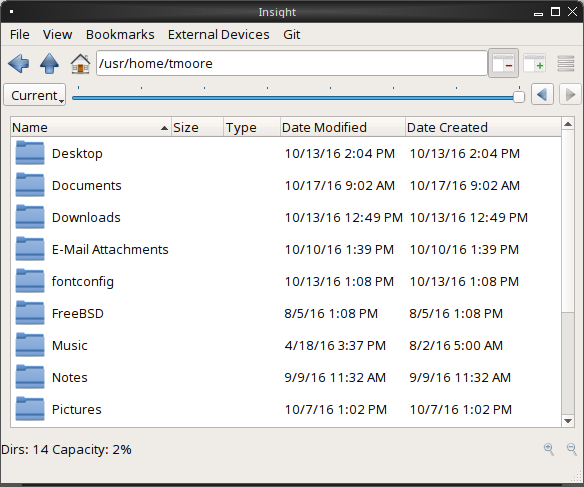 Insight
File View Bookmarks External Devices Git
/usr/home/tmoore
Current
Name Size Type Date Modified Date Created
Desktop 10/13/16 2:04 PM 10/13/16 2:04 PM
Documents 10/17/16 9:02 AM 10/17/16 9:02 AM
Downloads 10/13/16 12:49 PM 10/13/16 12:49 PM
E-Mail Attachments 10/10/16 1:39 PM 10/10/16 1:39 PM
fontconfig 10/13/16 1:08 PM 10/13/16 1:08 PM
FreeBSD 8/5/16 1:08 PM 8/5/16 1:08 PM
Music 4/18/16 3:37 PM 8/2/16 5:00 AM
Notes 9/9/16 11:32 AM 9/9/16 11:32 AM
Pictures 10/7/16 1:02 PM 10/7/16 1:02 PM
Dirs: 14 Capacity: 2%